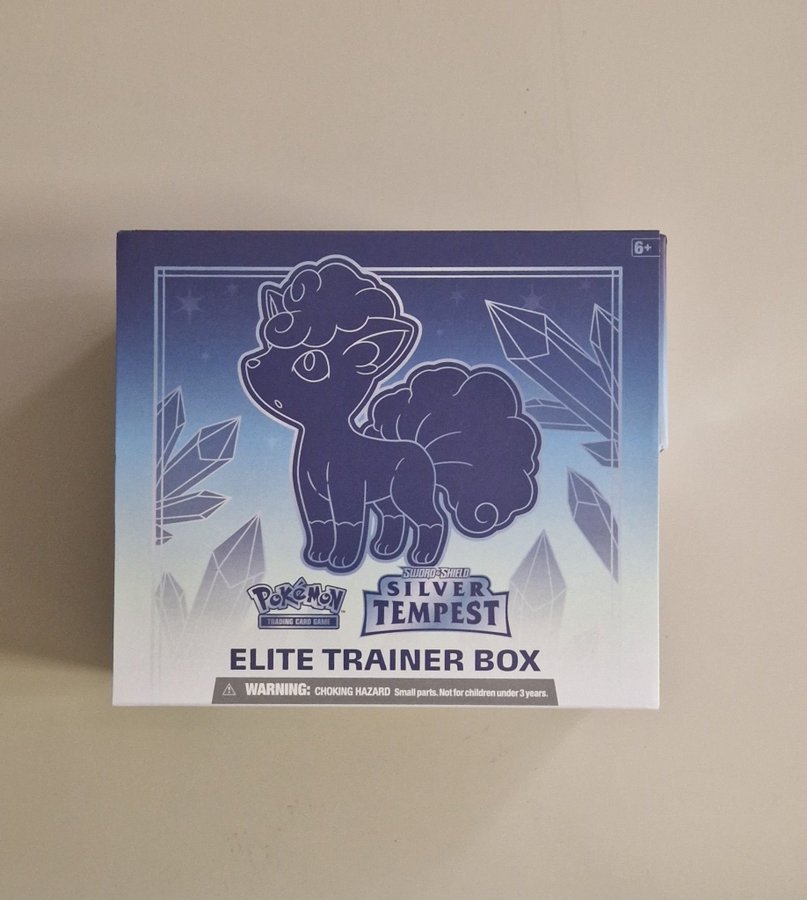 6+
Pokémon
TRADING CARD GAME
SWORD & SHIELD
SILVER
TEMPEST
ELITE TRAINER BOX
WARNING: CHOKING HAZARD Small parts. Not for children under 3 years.